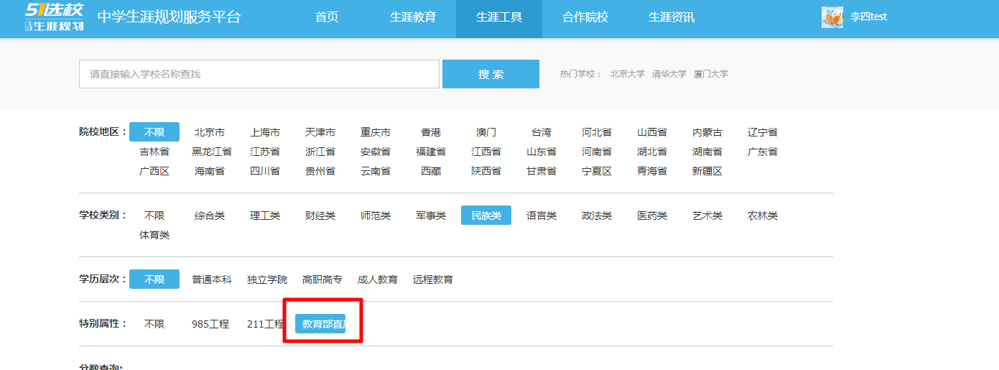 51选校
生涯规划
中学生涯规划服务平台 首页 生涯教育 生涯工具 合作院校 生涯资讯 李四test
请直接输入学校名称查找 搜 索 热门学校： 北京大学 清华大学 厦门大学
院校地区： 不限 北京市 上海市 天津市 重庆市 香港 澳门 台湾 河北省 山西省 内蒙古 辽宁省
吉林省 黑龙江省 江苏省 浙江省 安徽省 福建省 江西省 山东省 河南省 湖北省 湖南省 广东省
广西区 海南省 四川省 贵州省 云南省 西藏 陕西省 甘肃省 宁夏区 青海省 新疆区
学校类别： 不限 综合类 理工类 财经类 师范类 军事类 民族类 语言类 政法类 医药类 艺术类 农林类
体育类
学历层次： 不限 普通本科 独立学院 高职高专 成人教育 远程教育
特别属性： 不限 985工程 211工程 教育部直
分数查询: